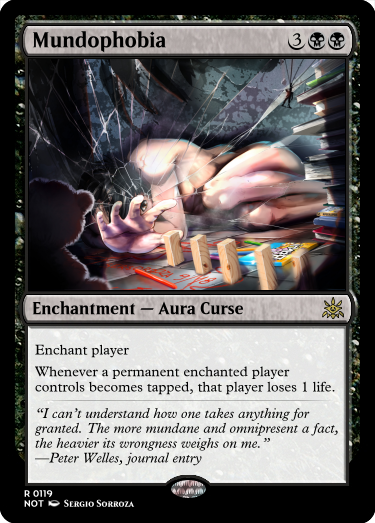 Mundophobia 3
Enchantment — Aura Curse
Enchant player
Whenever a permanent enchanted player
controls becomes tapped, that player loses 1 life.
“I can’t understand how one takes anything for
granted. The more mundane and omnipresent a fact,
the heavier its wrongness weighs on me.”
—Peter Welles, journal entry
R 0119
NOT SERGIO SORROZA